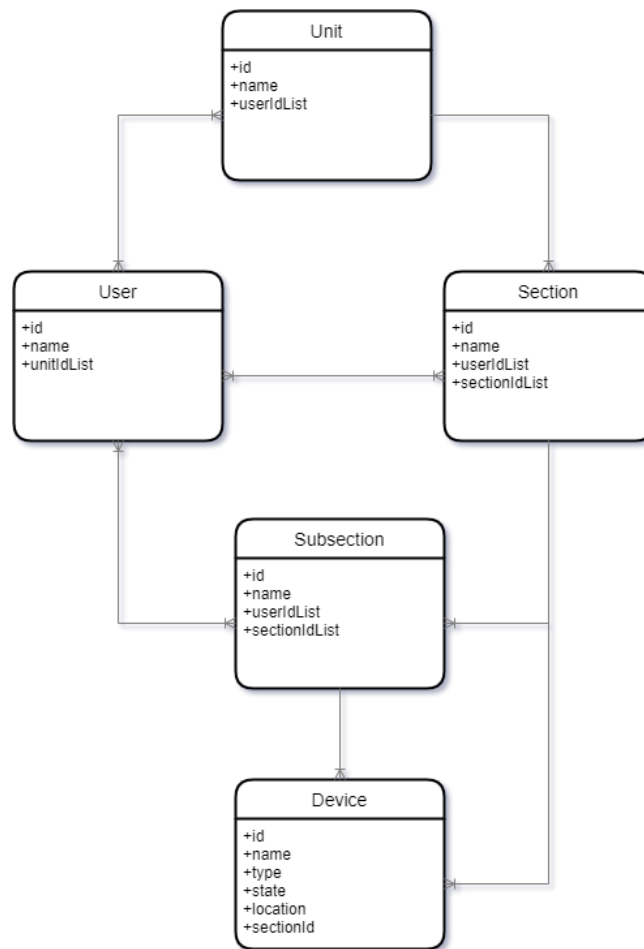 Unit
+id
+name
+userIdList
User
+id
+name
+unitIdList
Section
+id
+name
+userIdList
+sectionIdList
Subsection
+id
+name
+userIdList
+sectionIdList
Device
+id
+name
+type
+state
+location
+sectionId